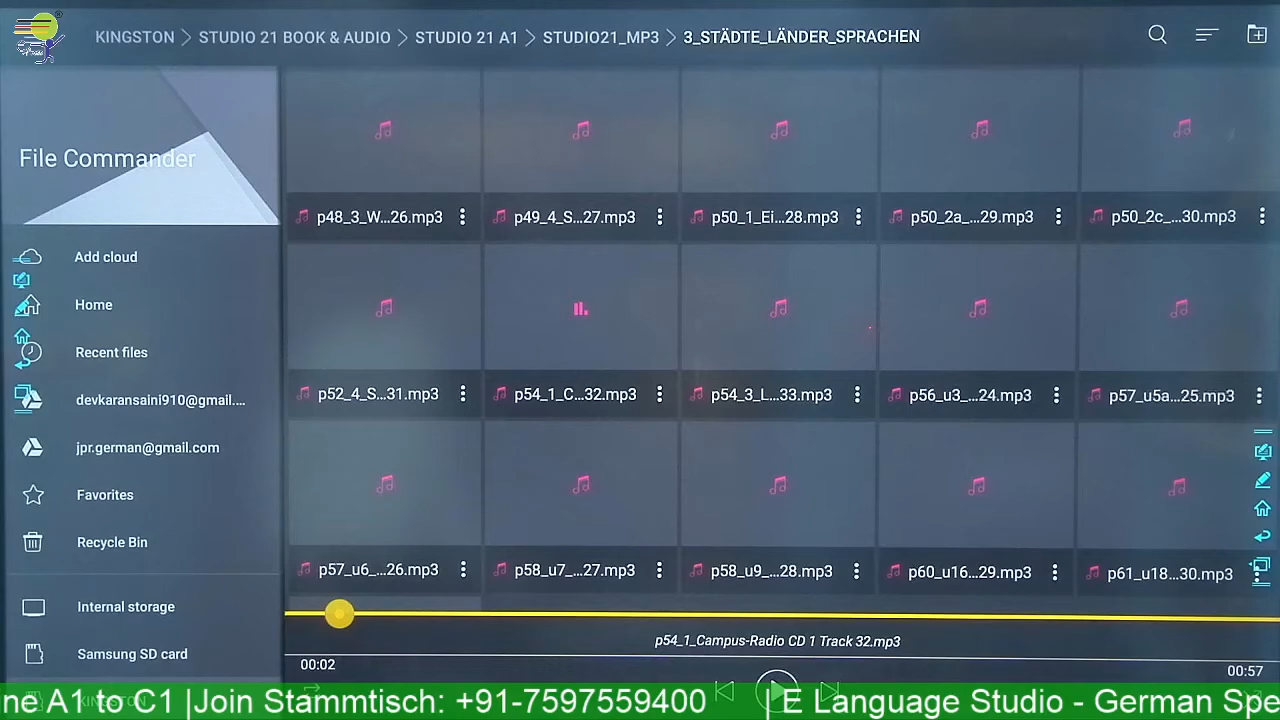 KINGSTON > STUDIO 21 BOOK & AUDIO > STUDIO 21 A1 > STUDIO21_MP3 > 3_STÄDTE_LÄNDER_SPRACHEN
File Commander
Add cloud
Home
Recent files
devkaransaini910@gmail....
jpr.german@gmail.com
Favorites
Recycle Bin
Internal storage
Samsung SD card
KINGSTON
p48_3_W...26.mp3
p49_4_S...27.mp3
p50_1_Ei...28.mp3
p50_2a_...29.mp3
p50_2c_...30.mp3
p52_4_S...31.mp3
p54_1_C...32.mp3
p54_3_L...33.mp3
p56_u3_...24.mp3
p57_u5a...25.mp3
p57_u6_...26.mp3
p58_u7_...27.mp3
p58_u9_...28.mp3
p60_u16...29.mp3
p61_u18...30.mp3
p54_1_Campus-Radio CD 1 Track 32.mp3
00:02
00:57
ine A1 to C1 |Join Stammtisch: +91-7597559400 | E Language Studio - German Spe